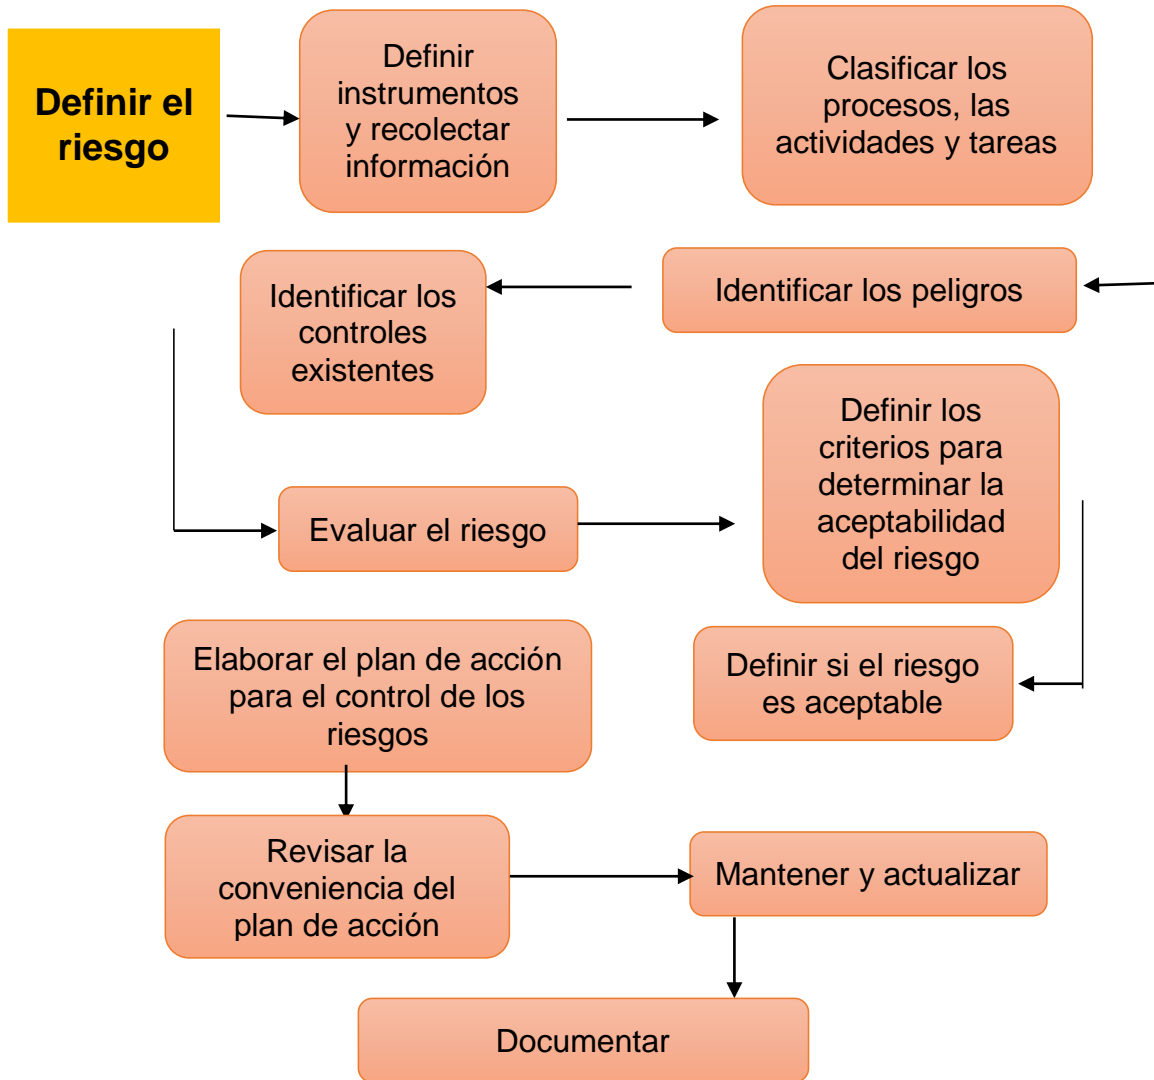 Definir el
riesgo
Definir
instrumentos
y recolectar
información
Clasificar los
procesos, las
actividades y tareas
Identificar los peligros
Identificar los
controles
existentes
Evaluar el riesgo
Definir los
criterios para
determinar la
aceptabilidad
del riesgo
Definir si el riesgo
es aceptable
Elaborar el plan de acción
para el control de los
riesgos
Revisar la
conveniencia del
plan de acción
Mantener y actualizar
Documentar